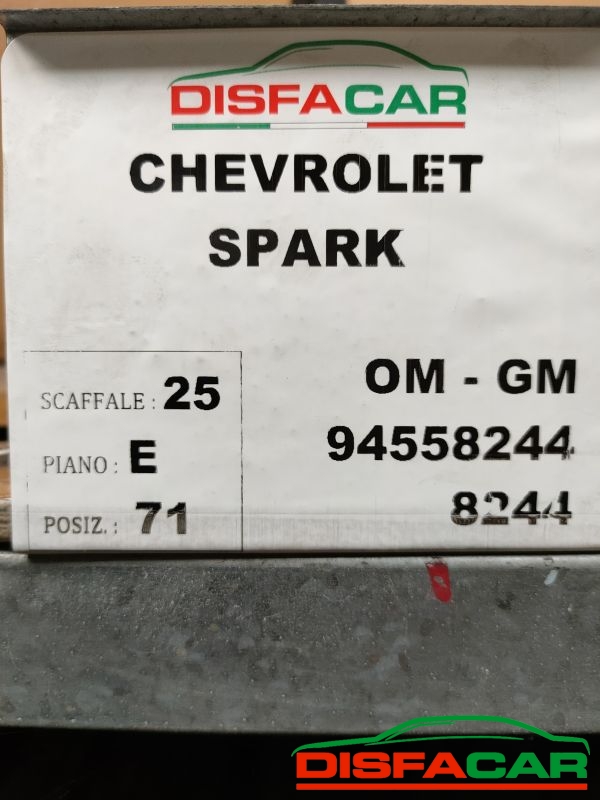 DISFACAR
CHEVROLET
SPARK
SCAFFALE : 25
PIANO : E
POSIZ. : 71
OM - GM
94558244
8244
DISFACAR